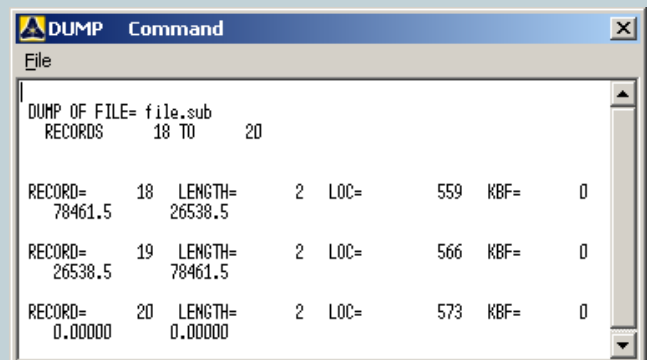 DUMP Command
File
DUMP OF FILE= file.sub
RECORDS 18 TO 20
RECORD= 18 LENGTH= 2 LOC= 559 KBF= 0
78461.5 26538.5
RECORD= 19 LENGTH= 2 LOC= 566 KBF= 0
26538.5 78461.5
RECORD= 20 LENGTH= 2 LOC= 573 KBF= 0
0.00000 0.00000